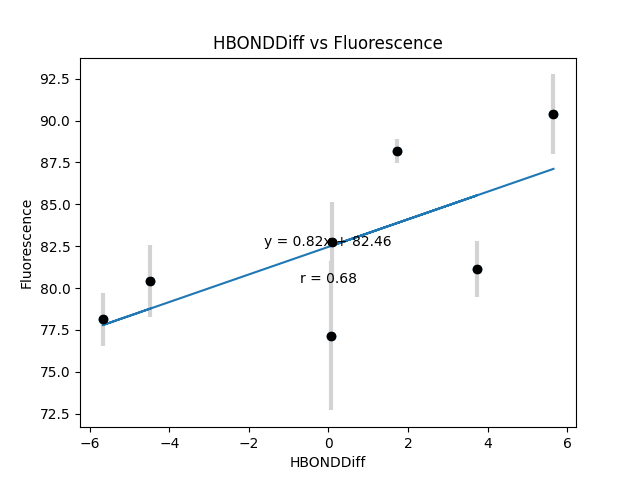 HBONDDiff vs Fluorescence
92.5
90.0
87.5
85.0
82.5
80.0
77.5
75.0
72.5
Fluorescence
y = 0.82x + 82.46
r = 0.68
−6 −4 −2 0 2 4 6
HBONDDiff